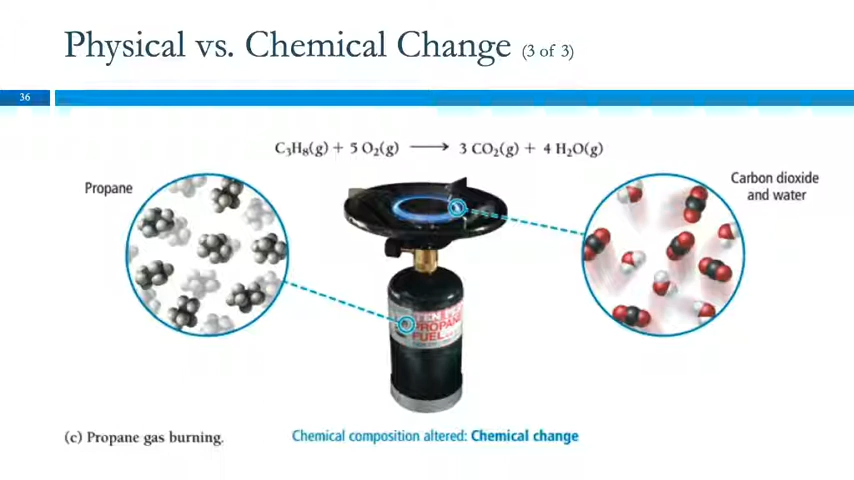 Physical vs. Chemical Change (3 of 3)
36
C₃H₈(g) + 5 O₂(g) ⟶ 3 CO₂(g) + 4 H₂O(g)
Propane
Carbon dioxide
and water
PROPANE
FUEL
(c) Propane gas burning.
Chemical composition altered: Chemical change